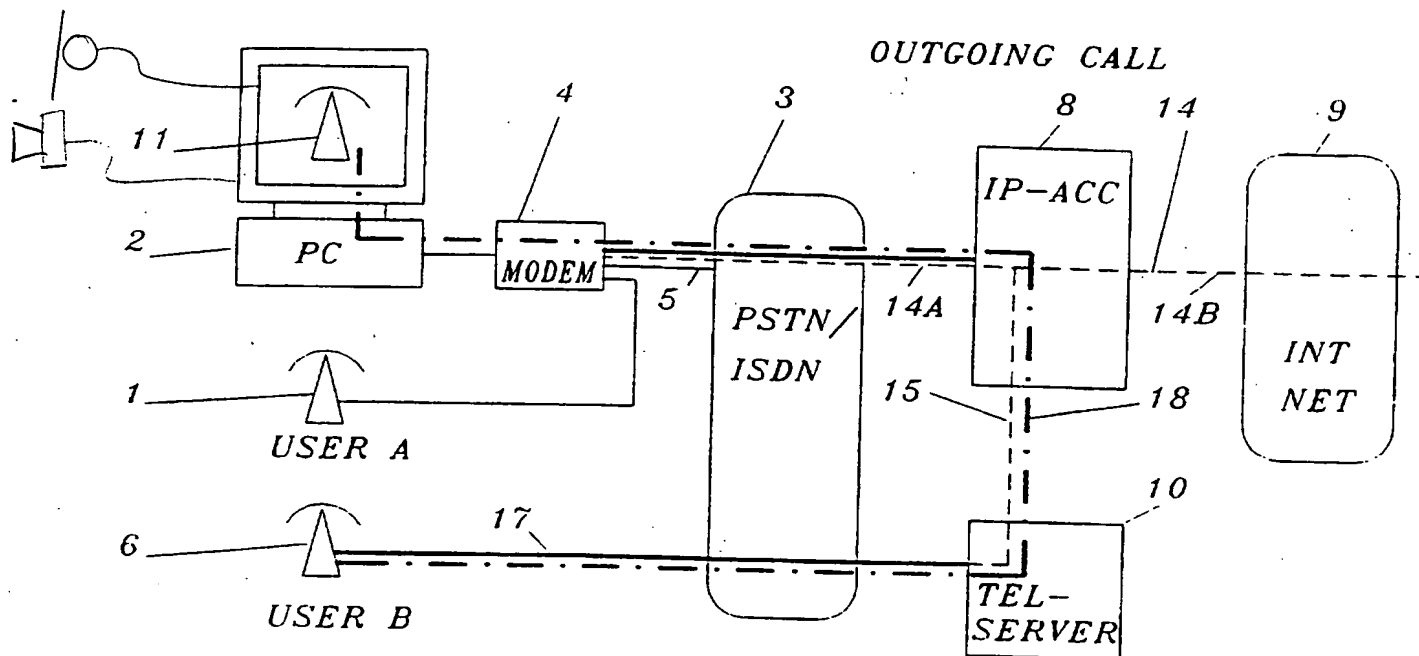 OUTGOING CALL
4
3
8
14
9
11
IP-ACC
2
PC
MODEM
5
14A
14B
PSTN/
ISDN
INT
NET
1
15
18
USER A
10
17
6
TEL-
SERVER
USER B